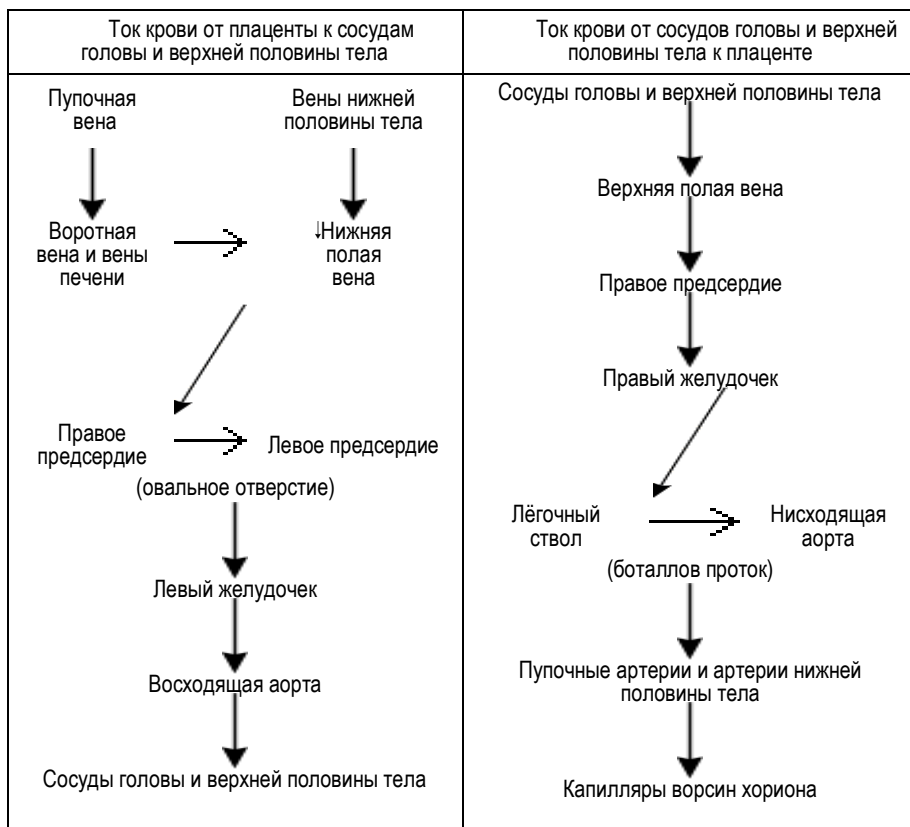 Ток крови от плаценты к сосудам
головы и верхней половины тела
Ток крови от сосудов головы и верхней
половины тела к плаценте
Пупочная
вена
Вены нижней
половины тела
Воротная
вена и вены
печени
↓Нижняя
полая
вена
Правое
предсердие
Левое предсердие
(овальное отверстие)
Левый желудочек
Восходящая аорта
Сосуды головы и верхней половины тела
Сосуды головы и верхней половины тела
Верхняя полая вена
Правое предсердие
Правый желудочек
Лёгочный
ствол
Нисходящая
аорта
(боталлов проток)
Пупочные артерии и артерии нижней
половины тела
Капилляры ворсин хориона